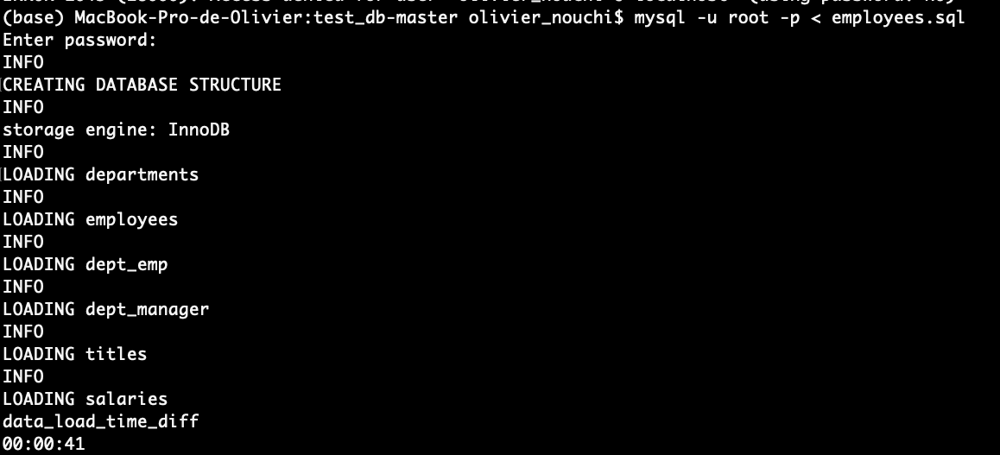 (base) MacBook-Pro-de-Olivier:test_db-master olivier_nouchi$ mysql -u root -p < employees.sql
Enter password:
INFO
CREATING DATABASE STRUCTURE
INFO
storage engine: InnoDB
INFO
LOADING departments
INFO
LOADING employees
INFO
LOADING dept_emp
INFO
LOADING dept_manager
INFO
LOADING titles
INFO
LOADING salaries
data_load_time_diff
00:00:41